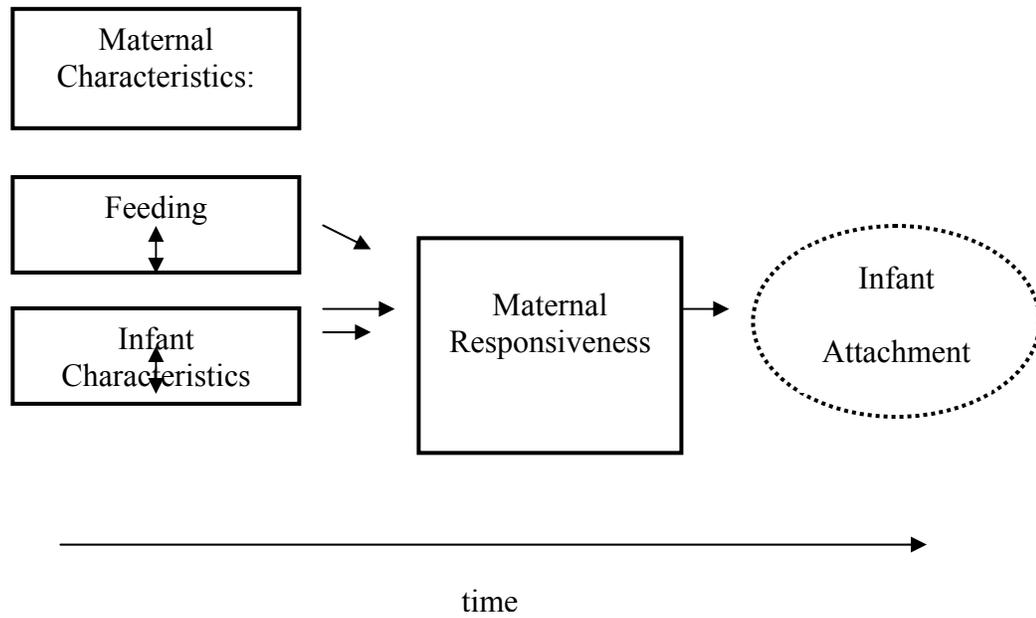 Maternal
Characteristics:
Feeding
Infant
Characteristics
Maternal
Responsiveness
Infant
Attachment
time